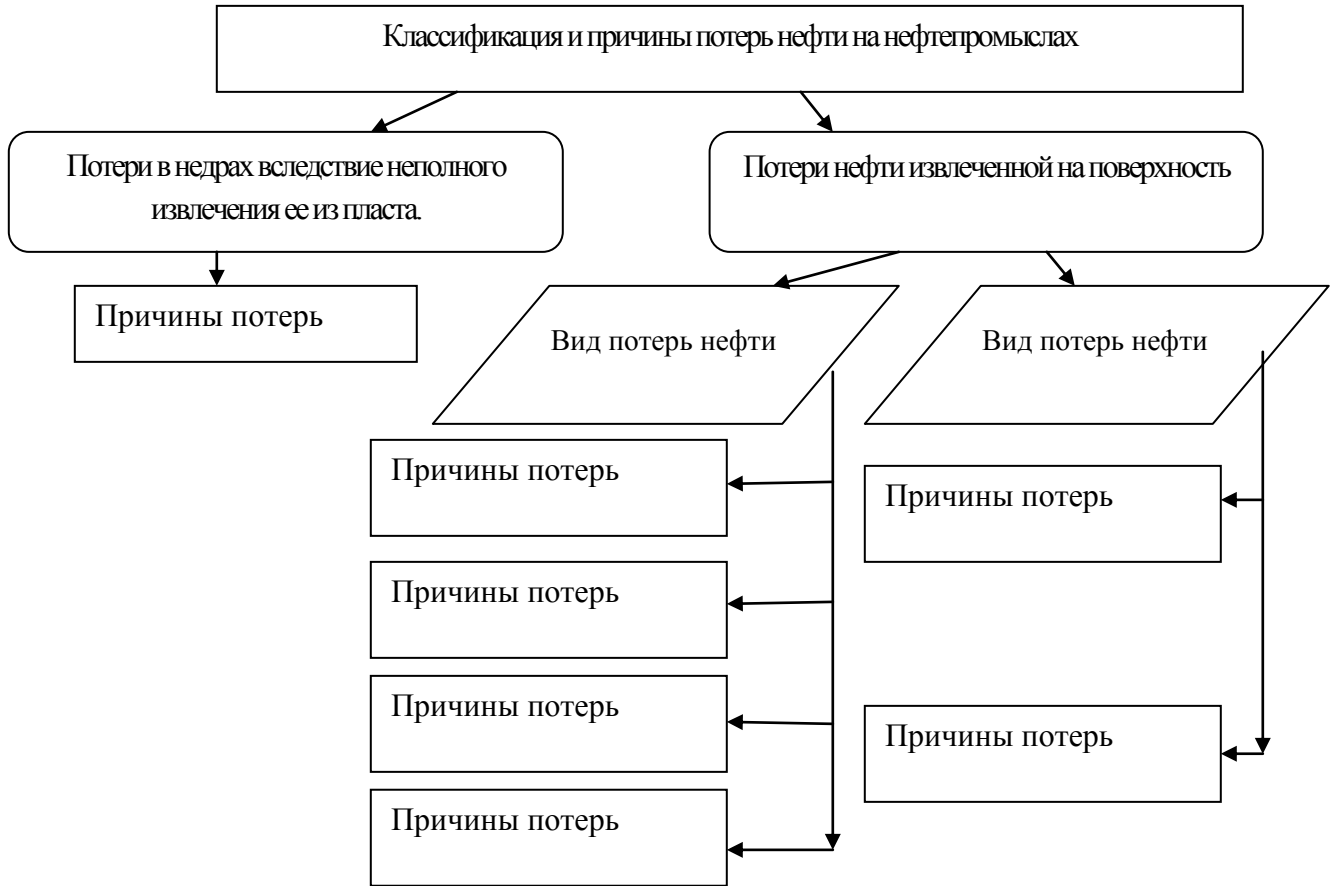 Классификация и причины потерь нефти на нефтепромыслах
Потери в недрах вследствие неполного
извлечения ее из пласта.
Потери нефти извлеченной на поверхность
Причины потерь
Вид потерь нефти
Вид потерь нефти
Причины потерь
Причины потерь
Причины потерь
Причины потерь
Причины потерь
Причины потерь